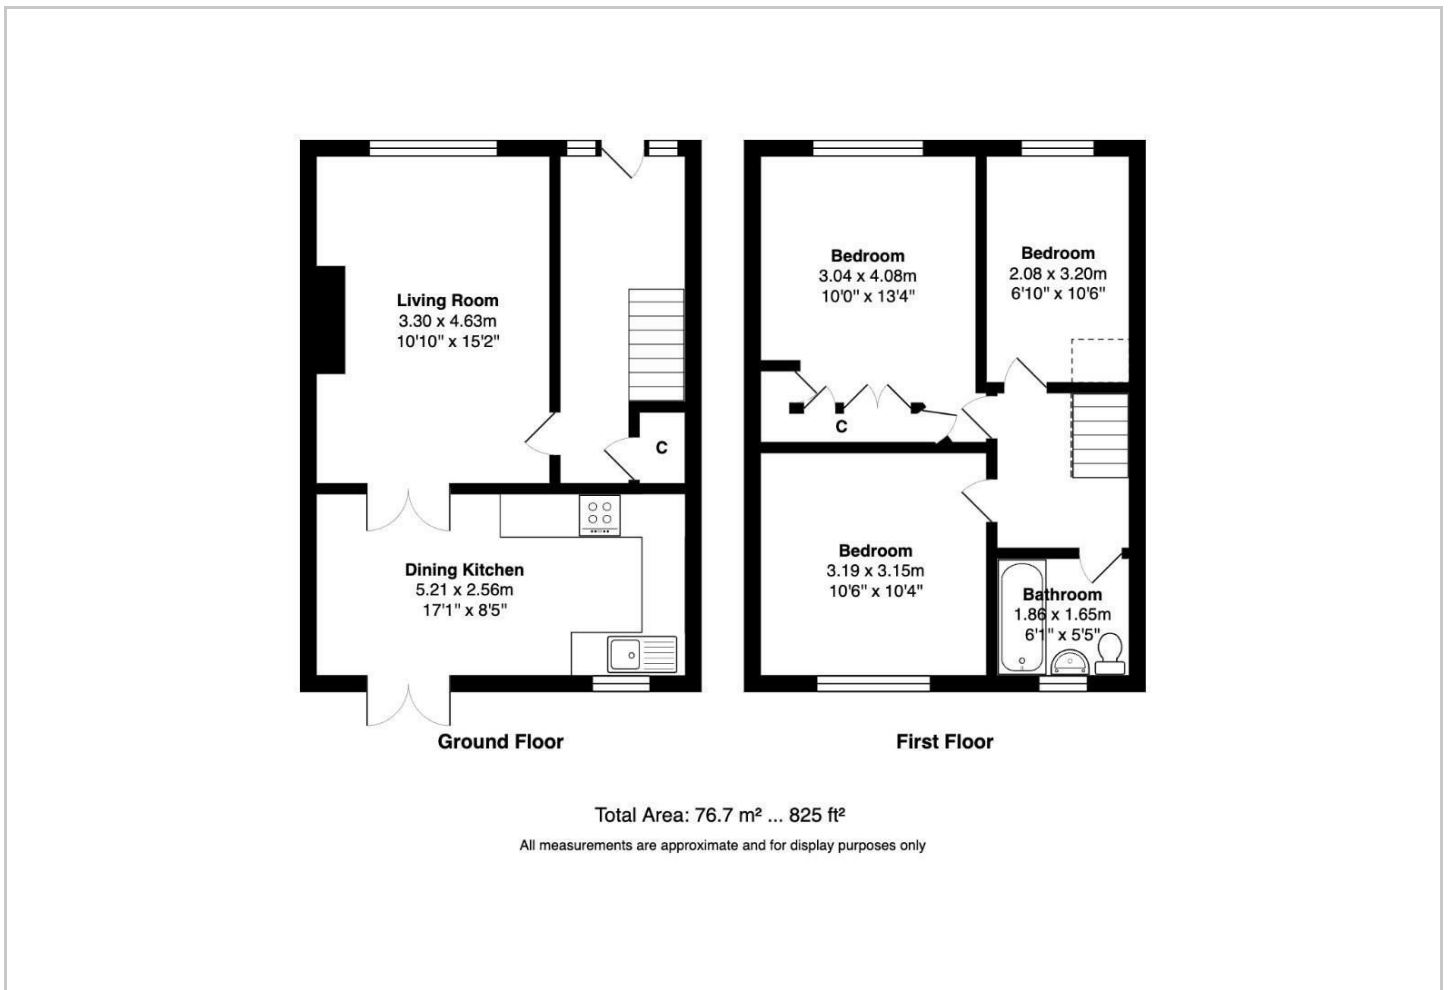 Living Room
3.30 x 4.63m
10'10" x 15'2"
C
Dining Kitchen
5.21 x 2.56m
17'1" x 8'5"
Ground Floor
Bedroom
3.04 x 4.08m
10'0" x 13'4"
Bedroom
2.08 x 3.20m
6'10" x 10'6"
C
Bedroom
3.19 x 3.15m
10'6" x 10'4"
Bathroom
1.86 x 1.65m
6'1" x 5'5"
First Floor
Total Area: 76.7 m² ... 825 ft²
All measurements are approximate and for display purposes only